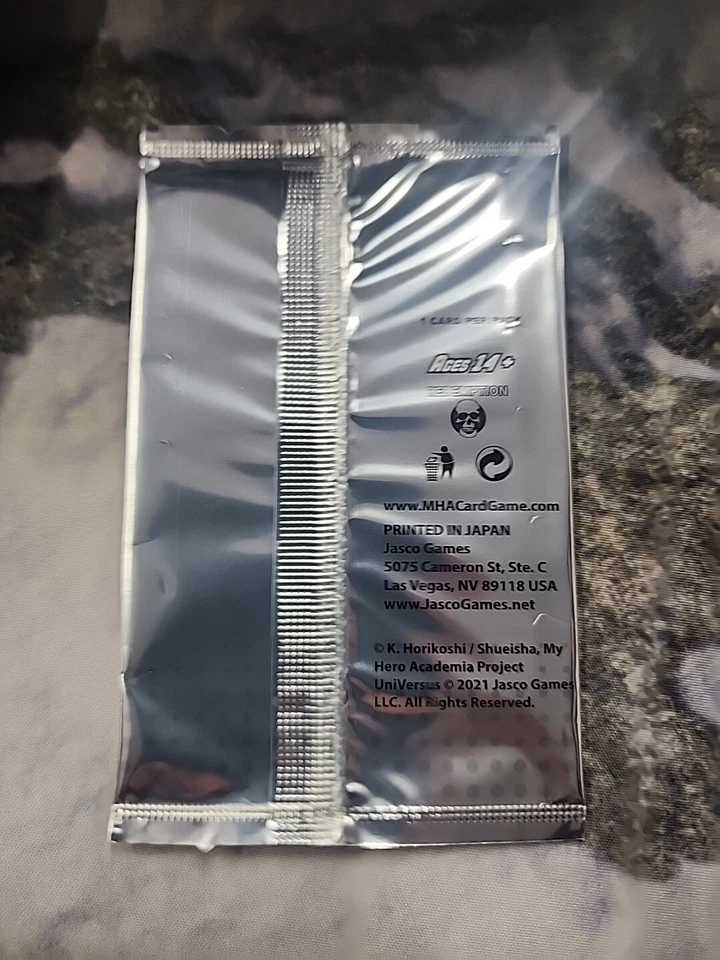 1 CARD PER PACK
AGES 14+
REDEMPTION
www.MHACardGame.com
PRINTED IN JAPAN
Jasco Games
5075 Cameron St, Ste. C
Las Vegas, NV 89118 USA
www.JascoGames.net
© K. Horikoshi / Shueisha, My
Hero Academia Project
UniVersus © 2021 Jasco Games
LLC. All Rights Reserved.